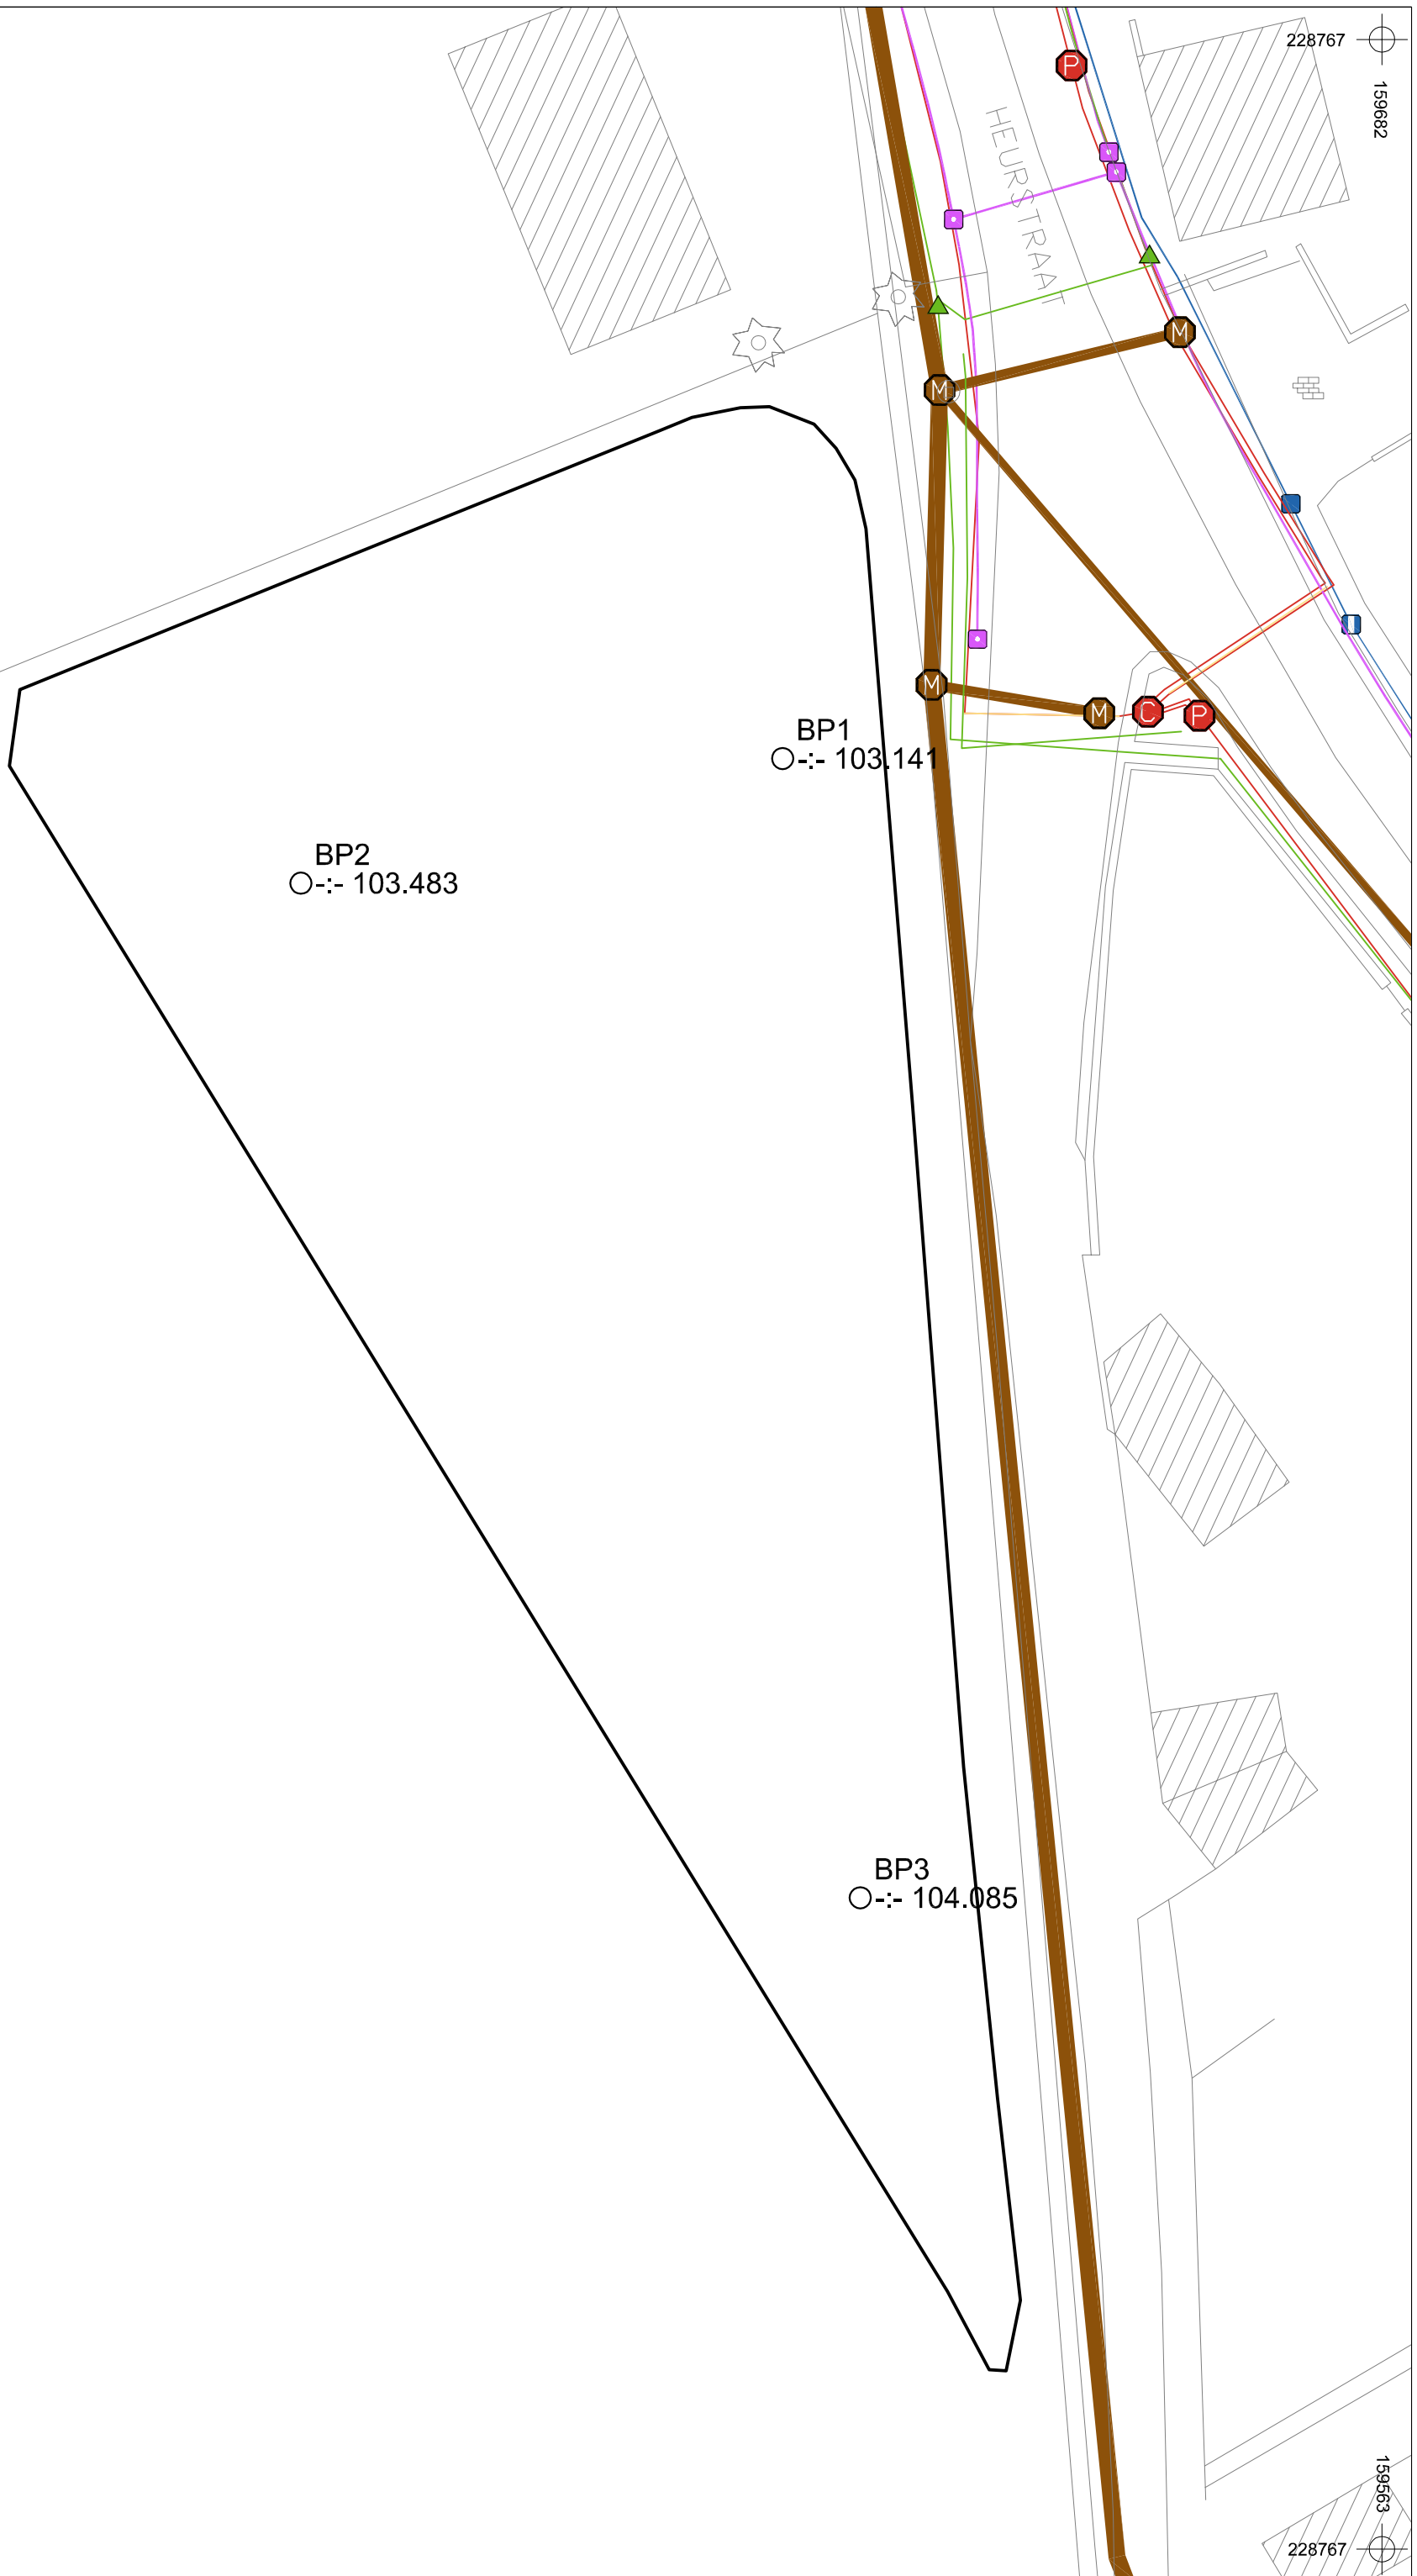 228767
159682
P
HEURSTRAAT
M
M
M
M
C
P
BP1
-:- 103.141
BP2
-:- 103.483
BP3
-:- 104.085
159563
228767